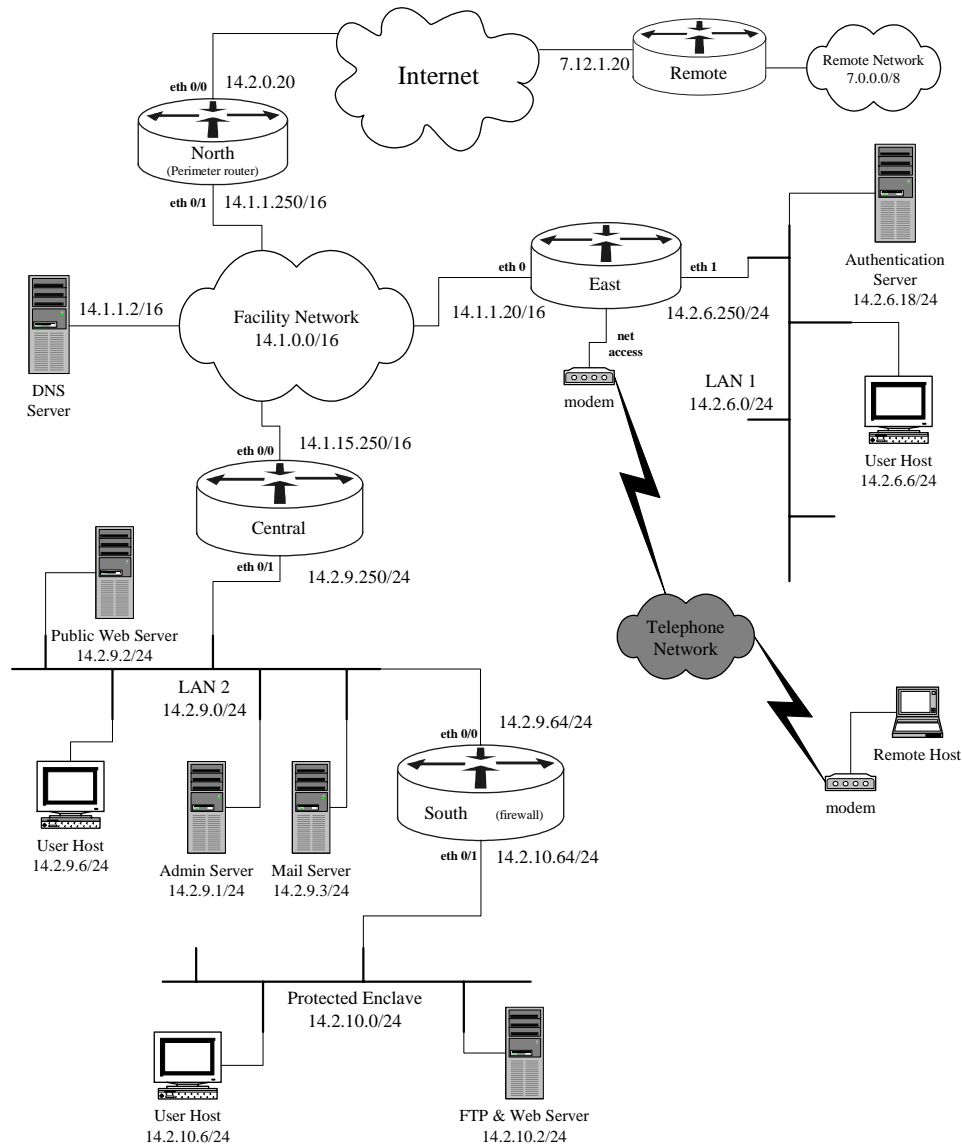 Internet
7.12.1.20
Remote
Remote Network
7.0.0.0/8
eth 0/0
14.2.0.20
North
(Perimeter router)
eth 0/1
14.1.1.250/16
DNS
Server
14.1.1.2/16
Facility Network
14.1.0.0/16
eth 0
14.1.1.20/16
East
eth 1
14.2.6.250/24
net
access
modem
Authentication
Server
14.2.6.18/24
LAN 1
14.2.6.0/24
User Host
14.2.6.6/24
eth 0/0
14.1.15.250/16
Central
eth 0/1
14.2.9.250/24
Public Web Server
14.2.9.2/24
LAN 2
14.2.9.0/24
Telephone
Network
Remote Host
modem
User Host
14.2.9.6/24
Admin Server
14.2.9.1/24
Mail Server
14.2.9.3/24
eth 0/0
14.2.9.64/24
South
(firewall)
eth 0/1
14.2.10.64/24
Protected Enclave
14.2.10.0/24
User Host
14.2.10.6/24
FTP & Web Server
14.2.10.2/24